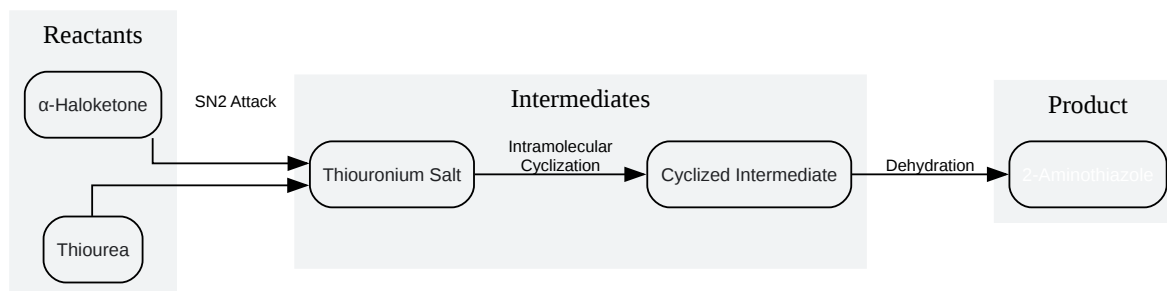 Reactants
α-Haloketone
Thiourea
SN2 Attack
Intermediates
Thiouronium Salt
Intramolecular
Cyclization
Cyclized Intermediate
Dehydration
Product
2-Aminothiazole